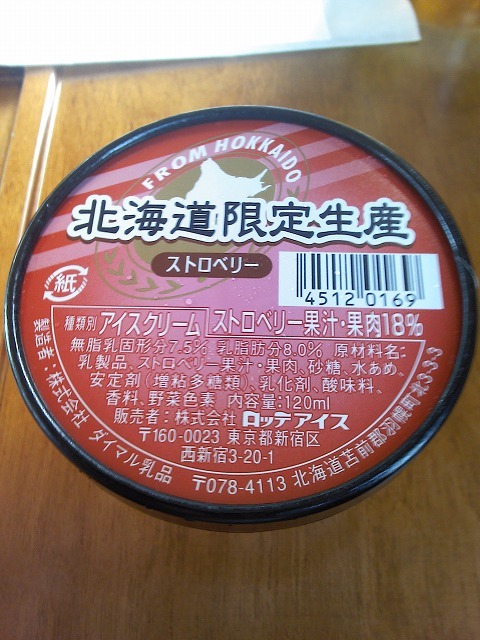 FROM HOKKAIDO
北海道限定生産
ストロベリー
4512 0169
紙
種類別 アイスクリーム ストロベリー果汁・果肉18%
無脂乳固形分7.5% 乳脂肪分8.0% 原材料名:
乳製品、ストロベリー果汁・果肉、砂糖、水あめ、
安定剤(増粘多糖類)、乳化剤、酸味料、
香料、野菜色素 内容量:120ml
販売者:株式会社 ロッテアイス
〒160-0023 東京都新宿区
西新宿3-20-1
製造者:株式会社 ダイマル乳品 〒078-4113 北海道苫前郡羽幌町北3-3-3